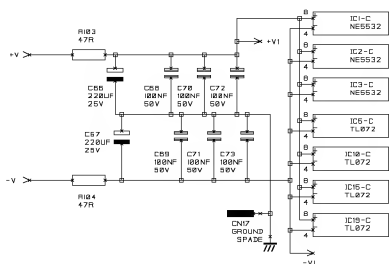 R103
47R
+V
+V1
C66
220UF
25V
C68
100NF
50V
C70
100NF
50V
C72
100NF
50V
C67
220UF
25V
C69
100NF
50V
C71
100NF
50V
C73
100NF
50V
-V
R104
47R
CN17
GROUND
SPADE
8
4
IC1-C
NE5532
8
4
IC2-C
NE5532
8
4
IC3-C
NE5532
8
4
IC6-C
TL072
8
4
IC10-C
TL072
8
4
IC15-C
TL072
8
4
IC19-C
TL072
-V1